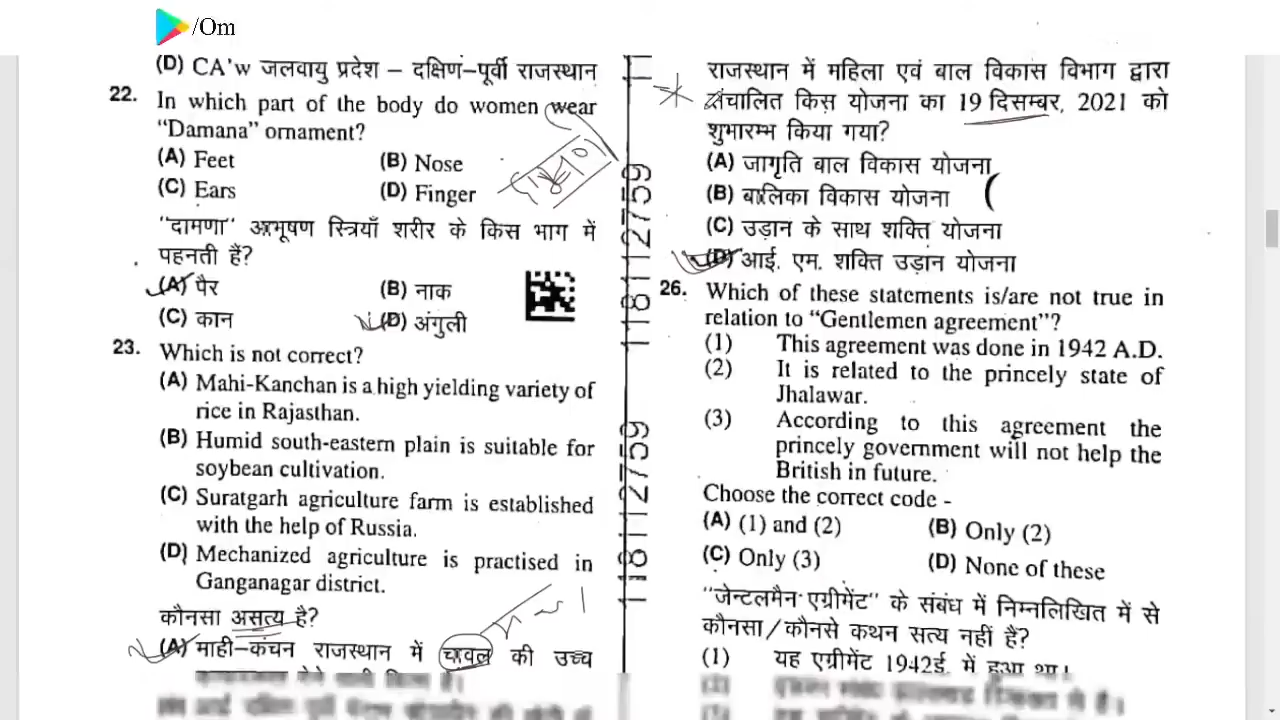 /Om
(D) CA'w जलवायु प्रदेश – दक्षिण–पूर्वी राजस्थान
22. In which part of the body do women wear
“Damana” ornament?
(A) Feet (B) Nose
(C) Ears (D) Finger
“दामणा” आभूषण स्त्रियाँ शरीर के किस भाग में
पहनती हैं?
(A) पैर (B) नाक
(C) कान (D) अंगुली
23. Which is not correct?
(A) Mahi-Kanchan is a high yielding variety of
rice in Rajasthan.
(B) Humid south-eastern plain is suitable for
soybean cultivation.
(C) Suratgarh agriculture farm is established
with the help of Russia.
(D) Mechanized agriculture is practised in
Ganganagar district.
कौनसा असत्य है?
(A) माही–कंचन राजस्थान में चावल की उच्च
118112759
118112759
राजस्थान में महिला एवं बाल विकास विभाग द्वारा
संचालित किस योजना का 19 दिसम्बर, 2021 को
शुभारम्भ किया गया?
(A) जागृति बाल विकास योजना
(B) बालिका विकास योजना
(C) उड़ान के साथ शक्ति योजना
(D) आई. एम. शक्ति उड़ान योजना
26. Which of these statements is/are not true in
relation to “Gentlemen agreement”?
(1) This agreement was done in 1942 A.D.
(2) It is related to the princely state of
Jhalawar.
(3) According to this agreement the
princely government will not help the
British in future.
Choose the correct code -
(A) (1) and (2) (B) Only (2)
(C) Only (3) (D) None of these
“जेन्टलमैन एग्रीमेंट” के संबंध में निम्नलिखित में से
कौनसा/कौनसे कथन सत्य नहीं हैं?
(1) यह एग्रीमेंट 1942ई. में हुआ था।